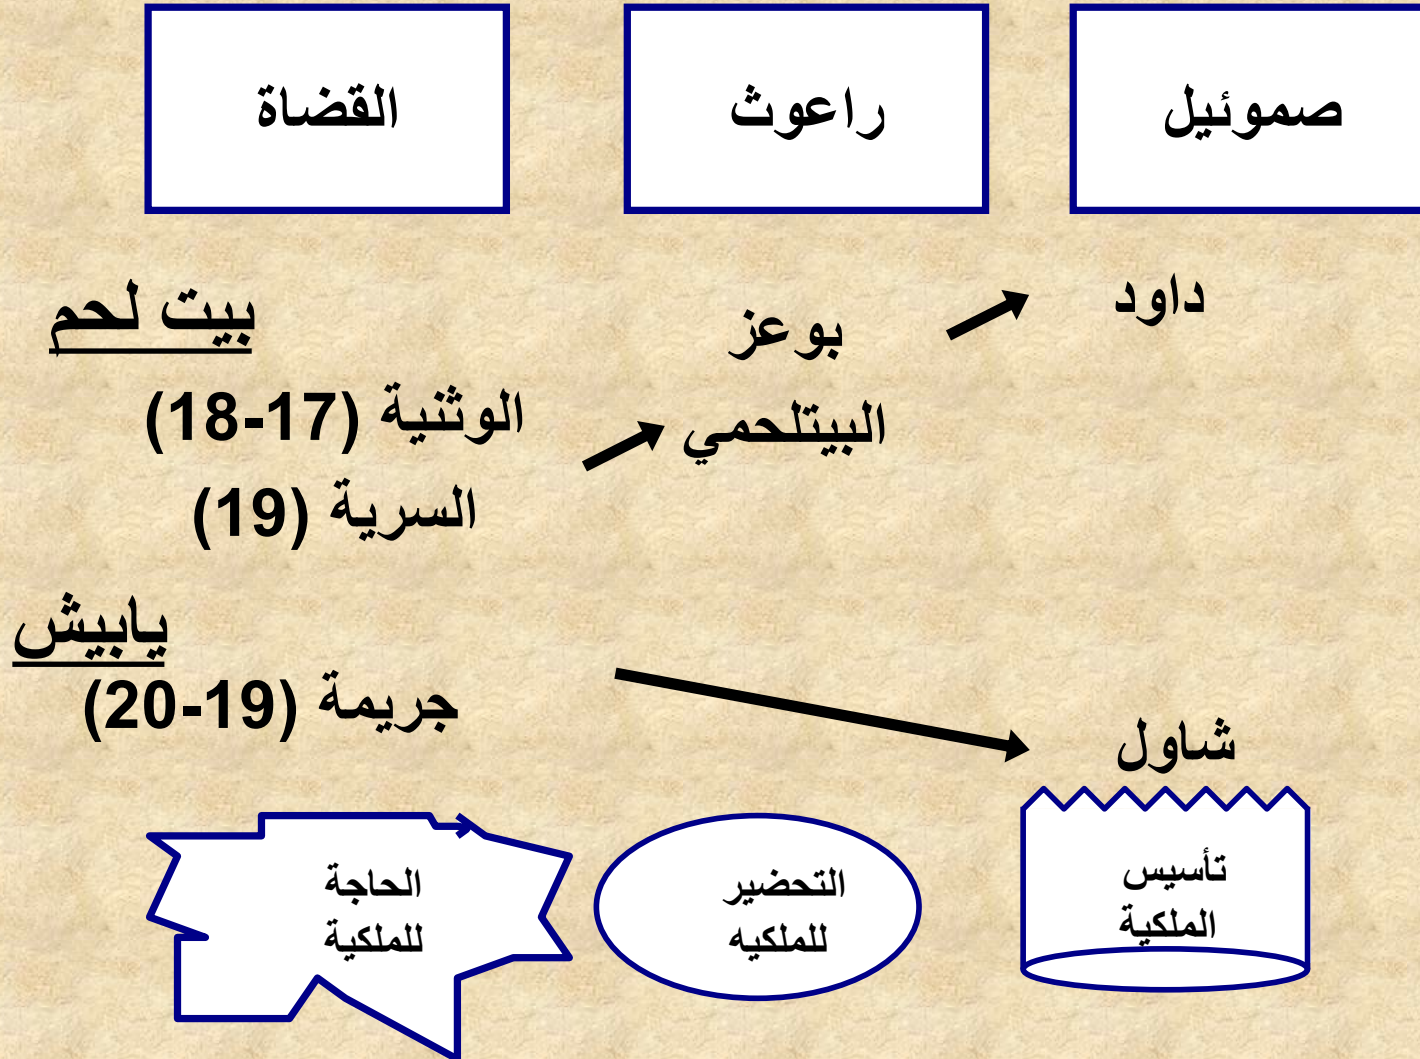 القضاة
راعوث
صموئيل
بيت لحم
الوثنية (17-18)
السرية (19)
بوعز
البيتلحمي
داود
يابيش
جريمة (19-20)
شاول
الحاجة
للملكية
التحضير
للملكيه
تأسيس
الملكية